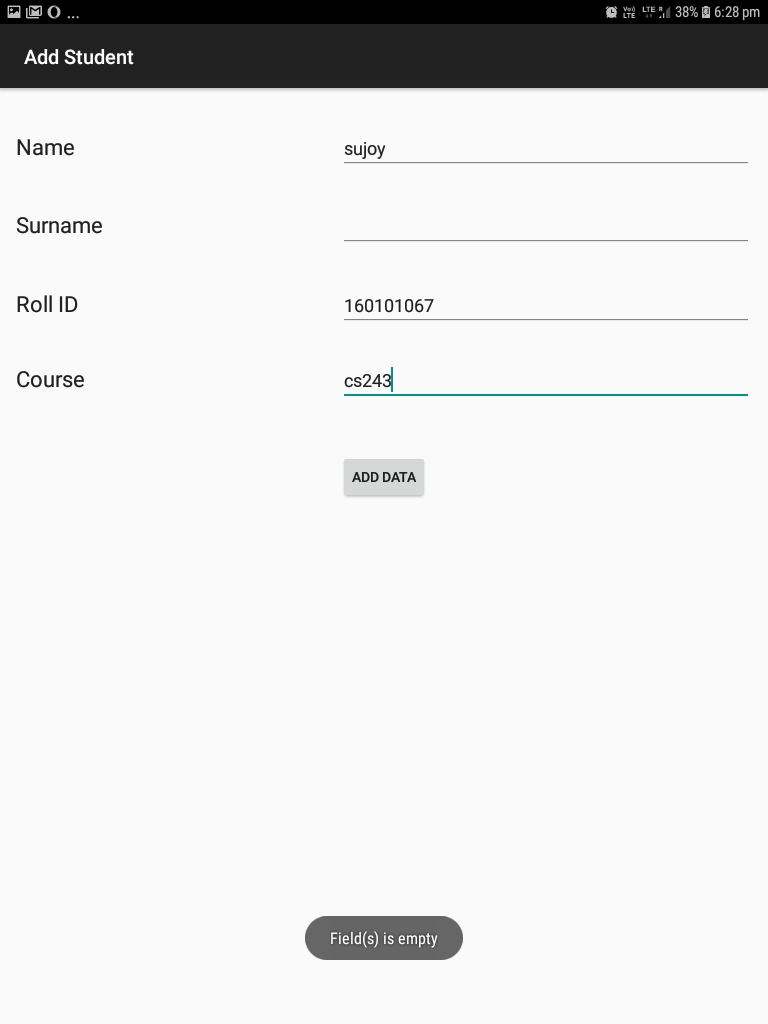 ... 38% 6:28 pm
Add Student
Name sujoy
Surname
Roll ID 160101067
Course cs243
ADD DATA
Field(s) is empty